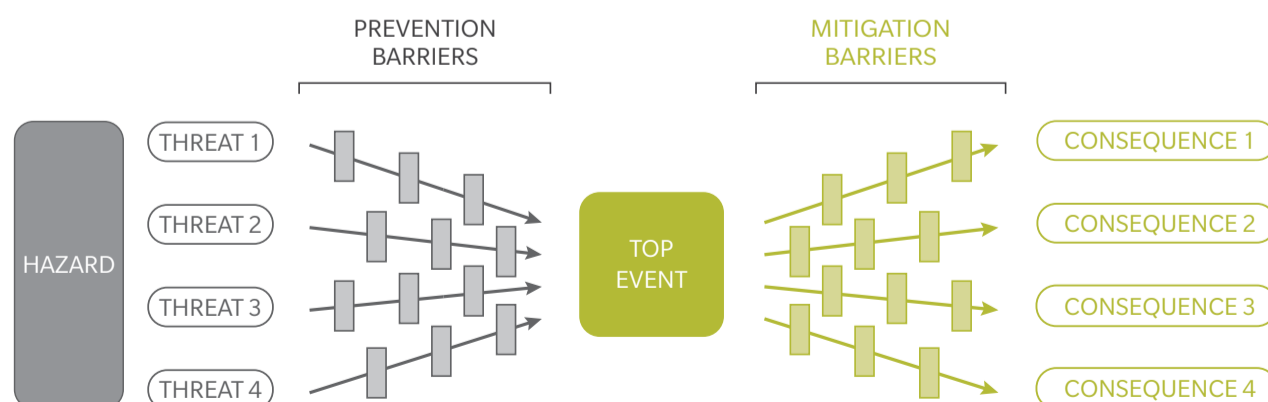 PREVENTION
BARRIERS
MITIGATION
BARRIERS
HAZARD
THREAT 1
THREAT 2
THREAT 3
THREAT 4
TOP
EVENT
CONSEQUENCE 1
CONSEQUENCE 2
CONSEQUENCE 3
CONSEQUENCE 4